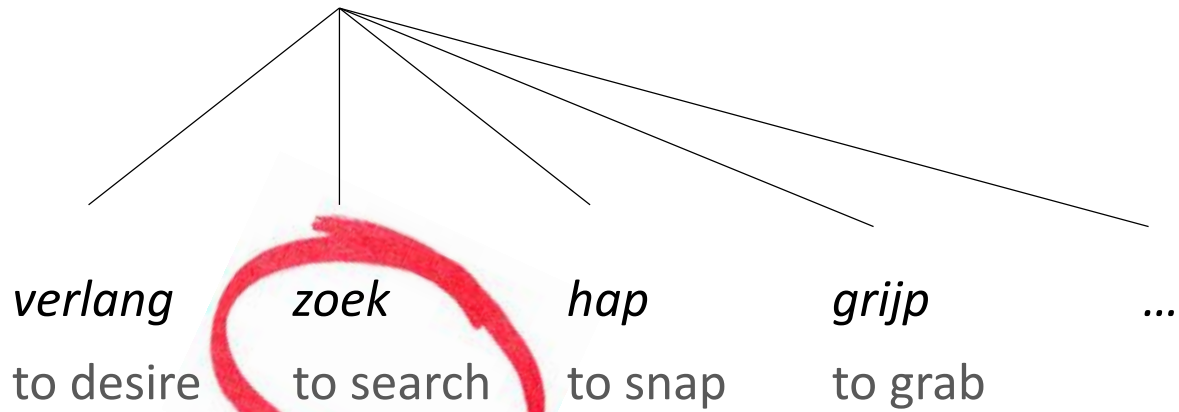 verlang zoek hap grijp ...
to desire to search to snap to grab